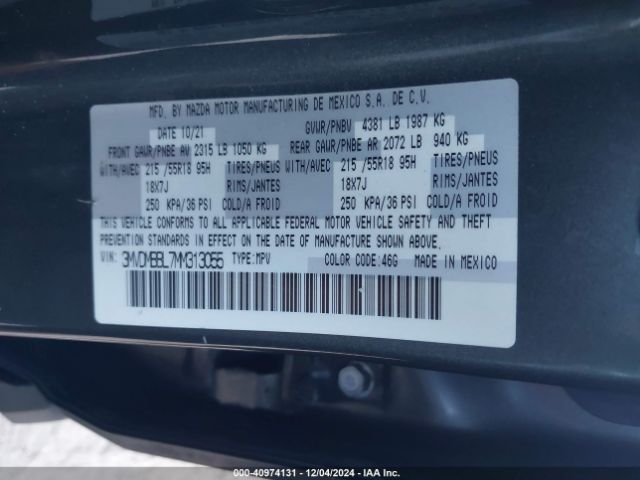 MFD. BY MAZDA MOTOR MANUFACTURING DE MEXICO S.A. DE C.V.
DATE 10/21 GVWR/PNBV 4381 LB 1987 KG
FRONT GAWR/PNBE AV 2315 LB 1050 KG REAR GAWR/PNBE AR 2072 LB 940 KG
WITH/AVEC 215 /55R18 95H TIRES/PNEUS WITH/AVEC 215 /55R18 95H TIRES/PNEUS
18X7J RIMS/JANTES 18X7J RIMS/JANTES
250 KPA/36 PSI COLD/A FROID 250 KPA/36 PSI COLD/A FROID
THIS VEHICLE CONFORMS TO ALL APPLICABLE FEDERAL MOTOR VEHICLE SAFETY AND THEFT
PREVENTION STANDARDS IN EFFECT ON THE DATE OF MANUFACTURE SHOWN ABOVE.
VIN: TYPE:MPV COLOR CODE:46G MADE IN MEXICO
000-40974131 - 12/04/2024 - IAA Inc.